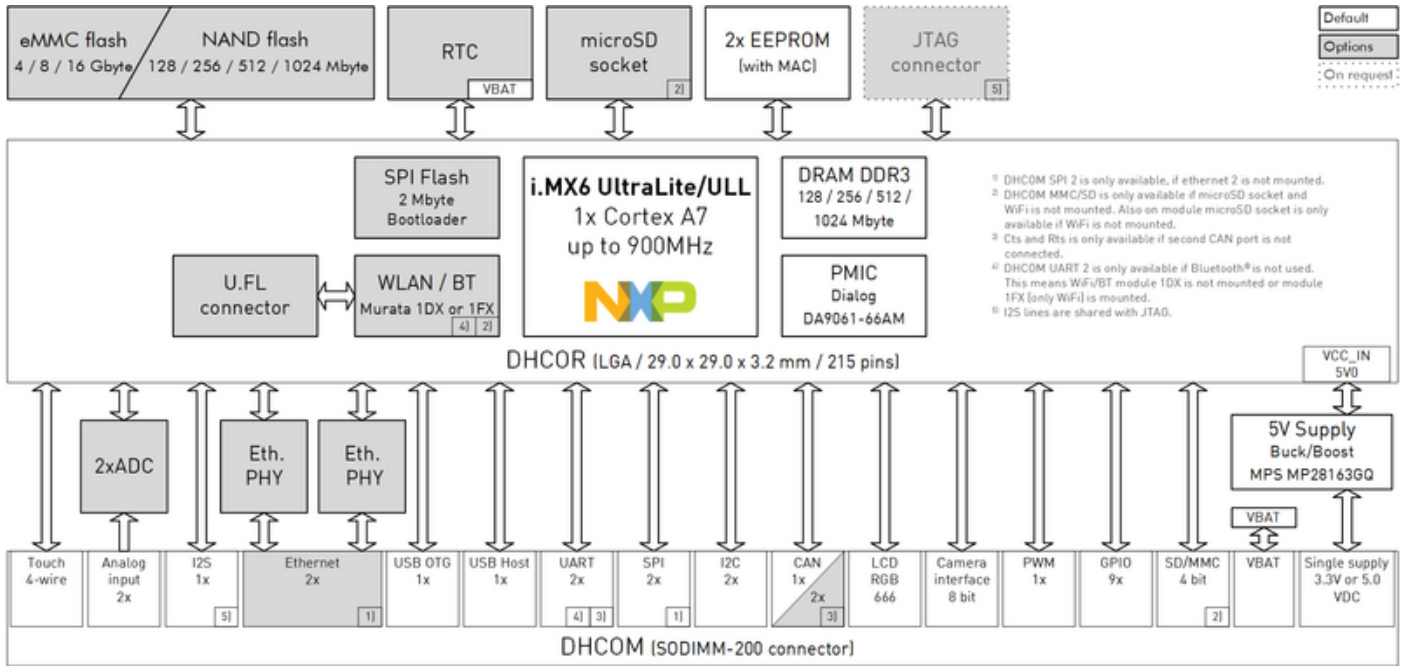 eMMC flash
4 / 8 / 16 Gbyte
NAND flash
128 / 256 / 512 / 1024 Mbyte
RTC
VBAT
microSD
socket
2)
2x EEPROM
(with MAC)
JTAG
connector
5)
Default
Options
On request
SPI Flash
2 Mbyte
Bootloader
i.MX6 UltraLite/ULL
1x Cortex A7
up to 900MHz
NXP
DRAM DDR3
128 / 256 / 512 /
1024 Mbyte
U.FL
connector
WLAN / BT
Murata 1DX or 1FX
4) 2)
PMIC
Dialog
DA9061-66AM
1) DHCOM SPI 2 is only available, if ethernet 2 is not mounted.
2) DHCOM MMC/SD is only available if microSD socket and
WiFi is not mounted. Also on module microSD socket is only
available if WiFi is not mounted.
3) Cts and Rts is only available if second CAN port is not
connected.
4) DHCOM UART 2 is only available if Bluetooth® is not used.
This means WiFi/BT module 1DX is not mounted or module
1FX (only WiFi) is mounted.
5) I2S lines are shared with JTAG.
DHCOR (LGA / 29.0 x 29.0 x 3.2 mm / 215 pins)
VCC_IN
5V0
2xADC
Eth.
PHY
Eth.
PHY
5V Supply
Buck/Boost
MPS MP28163GQ
VBAT
Touch
4-wire
Analog
input
2x
I2S
1x
5)
Ethernet
2x
1)
USB OTG
1x
USB Host
1x
UART
2x
4) 3)
SPI
2x
1)
I2C
2x
CAN
1x
2x
3)
LCD
RGB
666
Camera
interface
8 bit
PWM
1x
GPIO
9x
SD/MMC
4 bit
2)
VBAT
Single supply
3.3V or 5.0
VDC
DHCOM (SODIMM-200 connector)